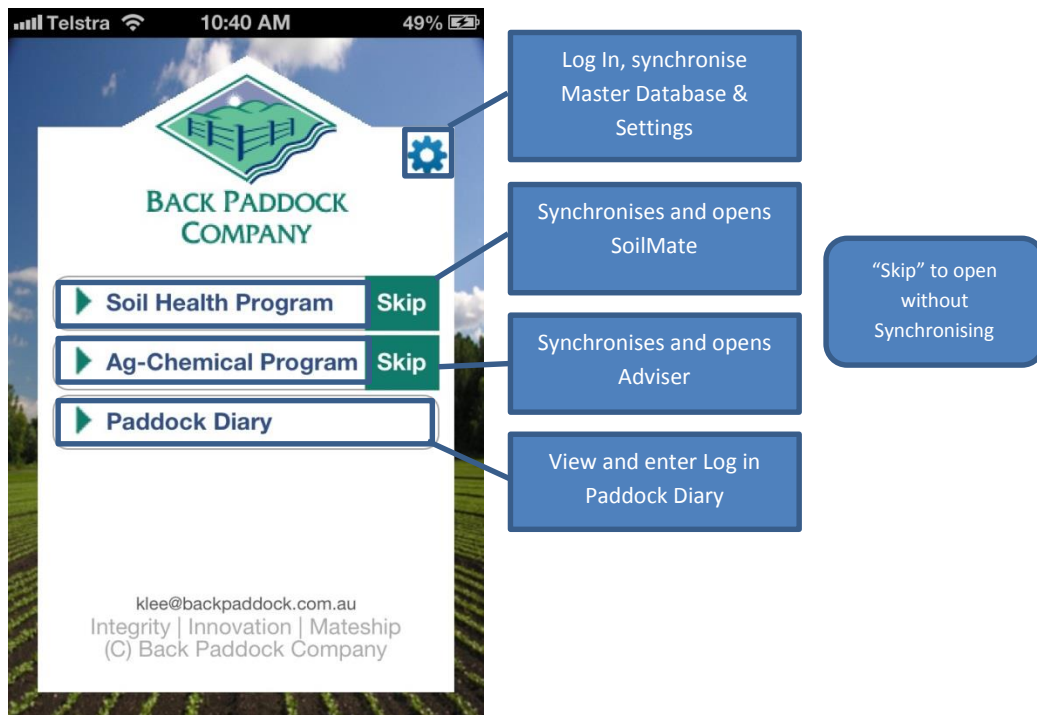 Telstra 10:40 AM 49%
BACK PADDOCK
COMPANY
Soil Health Program Skip
Ag-Chemical Program Skip
Paddock Diary
klee@backpaddock.com.au
Integrity | Innovation | Mateship
(C) Back Paddock Company
Log In, synchronise
Master Database &
Settings
Synchronises and opens
SoilMate
Synchronises and opens
Adviser
View and enter Log in
Paddock Diary
“Skip” to open
without
Synchronising